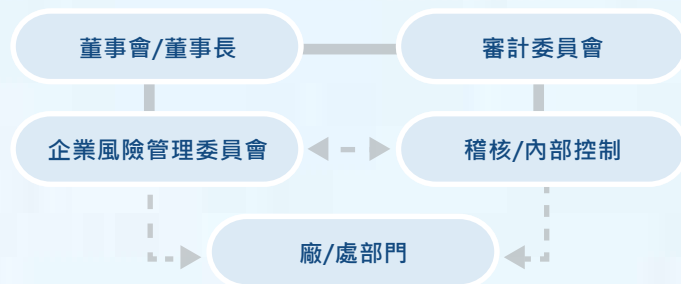 董事會/董事長
審計委員會
企業風險管理委員會
稽核/內部控制
廠/處部門